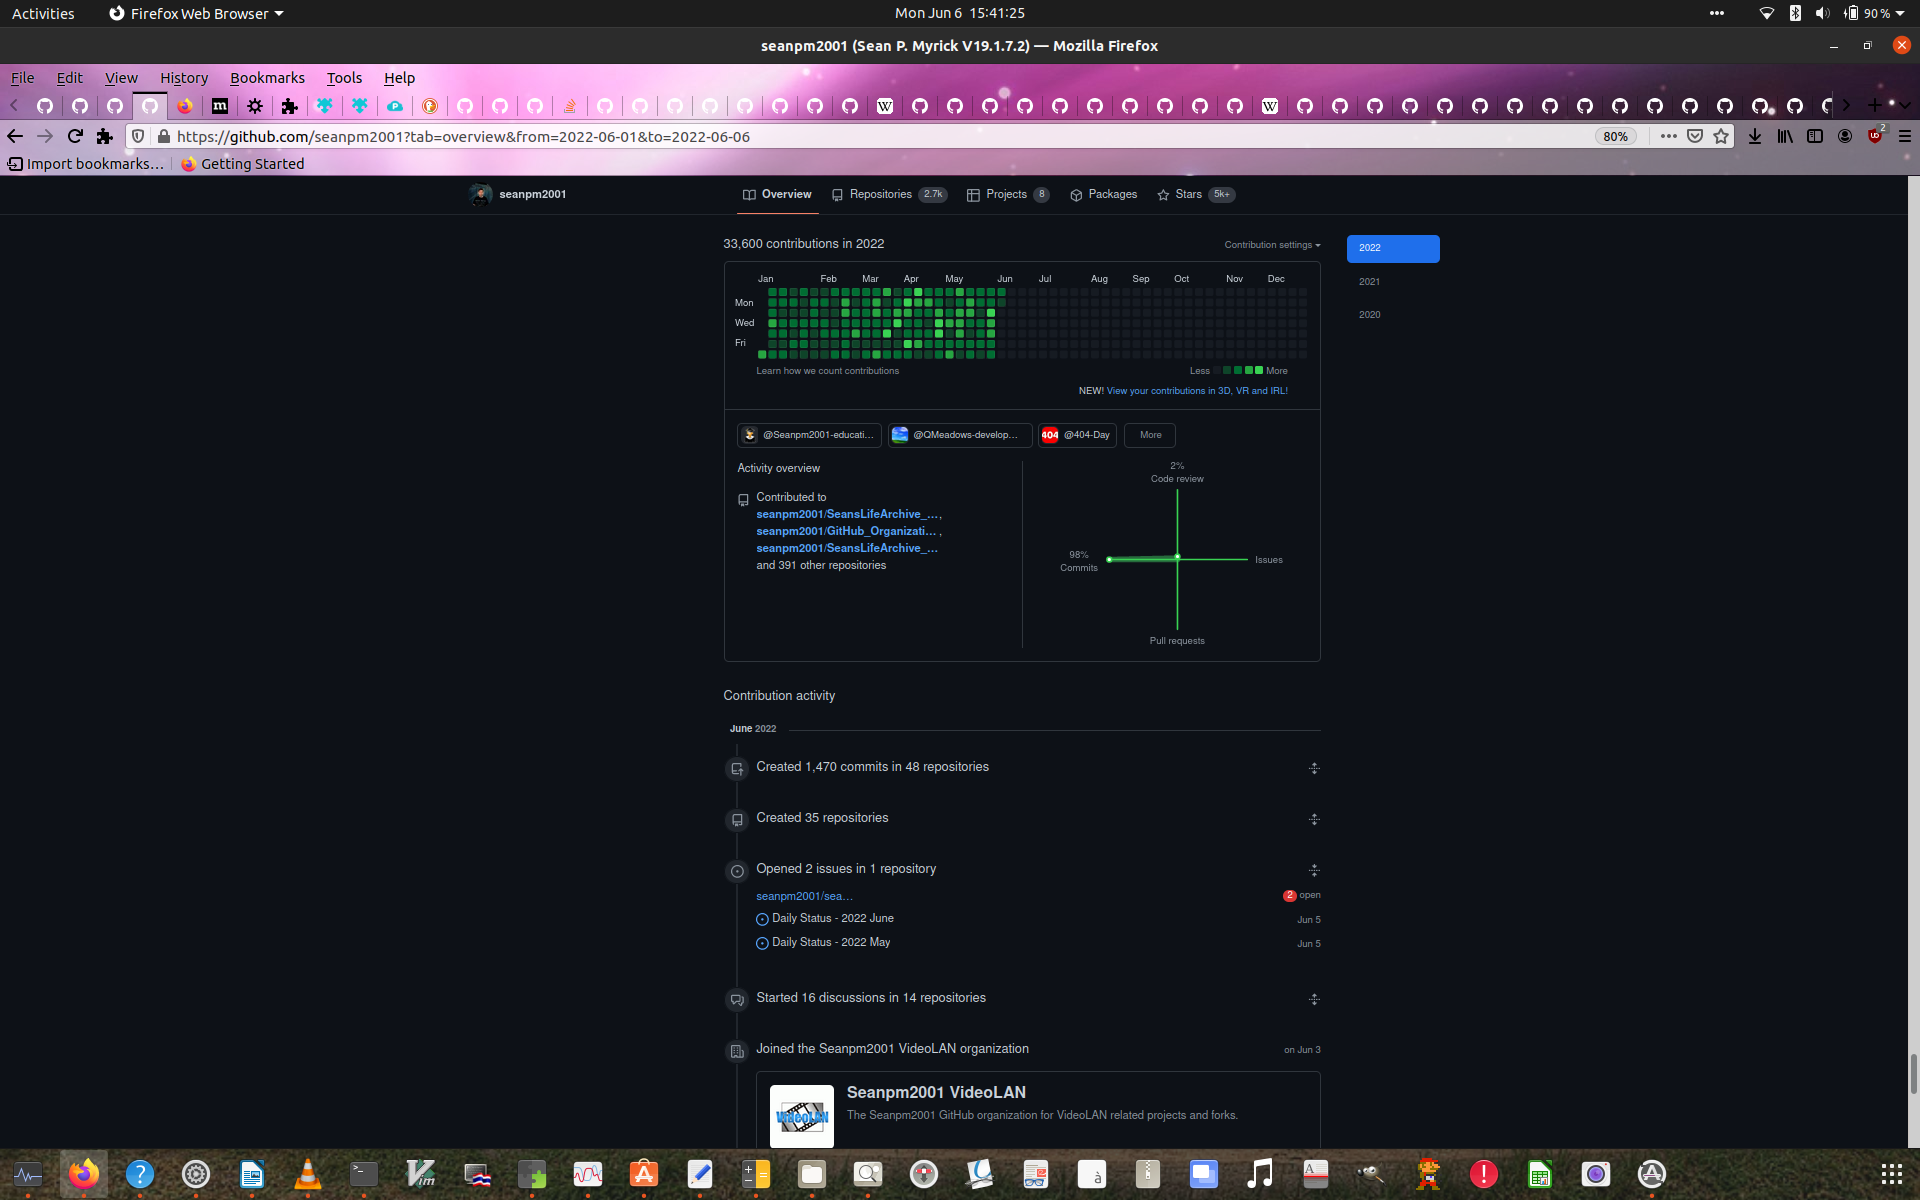 Activities
Firefox Web Browser
Mon Jun 6 15:41:25
90 %
seanpm2001 (Sean P. Myrick V19.1.7.2) — Mozilla Firefox
File Edit View History Bookmarks Tools Help
https://github.com/seanpm2001?tab=overview&from=2022-06-01&to=2022-06-06
80%
2
Import bookmarks...
Getting Started
seanpm2001
Overview
Repositories 2.7k
Projects 8
Packages
Stars 5k+
33,600 contributions in 2022
Contribution settings
2022
2021
2020
Jan Feb Mar Apr May Jun Jul Aug Sep Oct Nov Dec
Mon
Wed
Fri
Learn how we count contributions
Less More
NEW! View your contributions in 3D, VR and IRL!
@Seanpm2001-educati...
@QMeadows-develop...
404 @404-Day
More
Activity overview
Contributed to
seanpm2001/SeansLifeArchive_...,
seanpm2001/GitHub_Organizati... ,
seanpm2001/SeansLifeArchive_...
and 391 other repositories
2%
Code review
98%
Commits
Issues
Pull requests
Contribution activity
June 2022
Created 1,470 commits in 48 repositories
Created 35 repositories
Opened 2 issues in 1 repository
seanpm2001/sea...
2 open
Daily Status - 2022 June
Jun 5
Daily Status - 2022 May
Jun 5
Started 16 discussions in 14 repositories
Joined the Seanpm2001 VideoLAN organization
on Jun 3
VideoLAN
Seanpm2001 VideoLAN
The Seanpm2001 GitHub organization for VideoLAN related projects and forks.